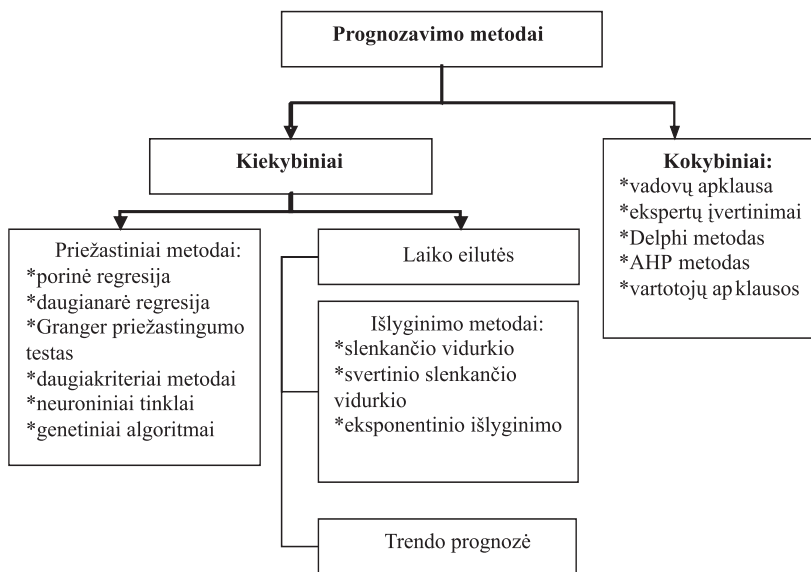 Prognozavimo metodai
Kiekybiniai
Kokybiniai:
*vadovų apklausa
*ekspertų įvertinimai
*Delphi metodas
*AHP metodas
*vartotojų apklausos
Priežastiniai metodai:
*porinė regresija
*daugianarė regresija
*Granger priežastingumo
testas
*daugiakriteriai metodai
*neuroniniai tinklai
*genetiniai algoritmai
Laiko eilutės
Išlyginimo metodai:
*slenkančio vidurkio
*svertinio slenkančio
vidurkio
*eksponentinio išlyginimo
Trendo prognozė